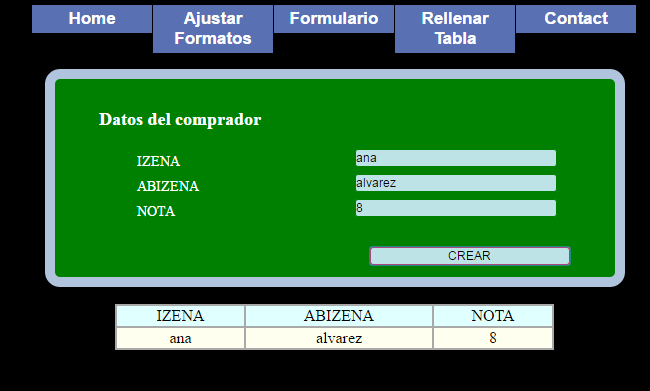 Home Ajustar Formatos Formulario Rellenar Tabla Contact
Datos del comprador
IZENA ana
ABIZENA alvarez
NOTA 8
CREAR
IZENA ABIZENA NOTA
ana alvarez 8